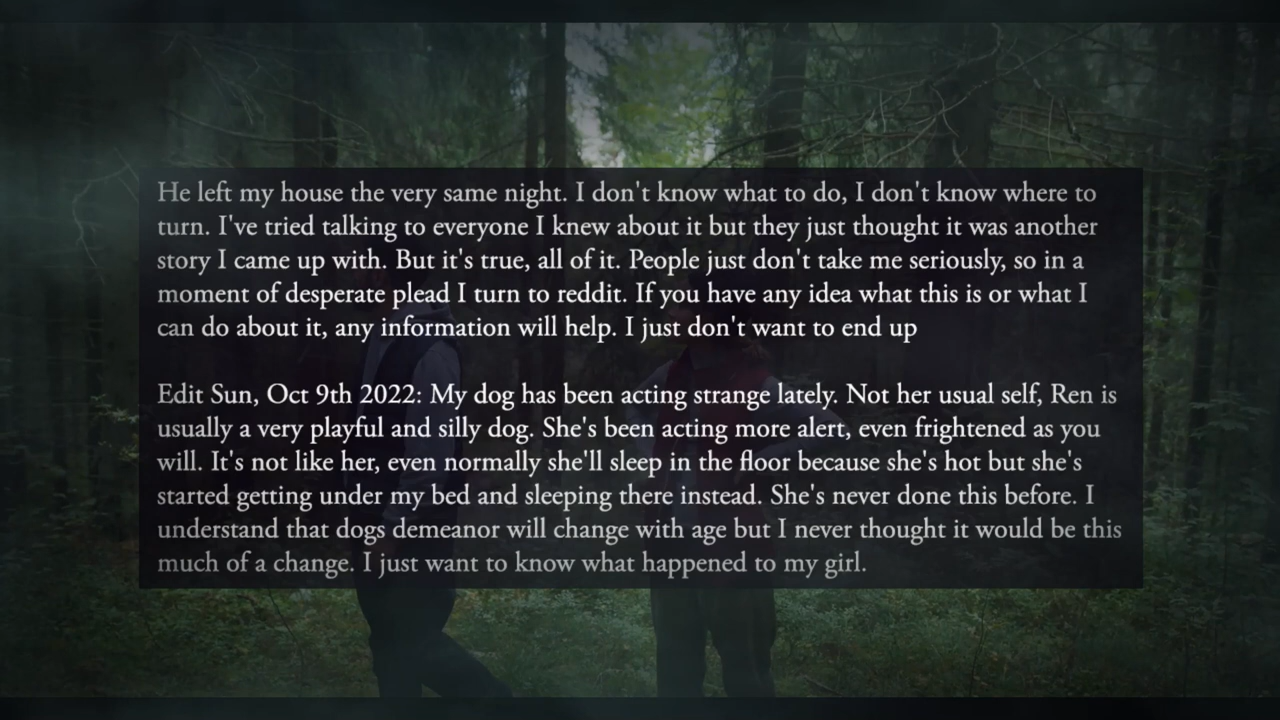 He left my house the very same night. I don't know what to do, I don't know where to
turn. I've tried talking to everyone I knew about it but they just thought it was another
story I came up with. But it's true, all of it. People just don't take me seriously, so in a
moment of desperate plead I turn to reddit. If you have any idea what this is or what I
can do about it, any information will help. I just don't want to end up
Edit Sun, Oct 9th 2022: My dog has been acting strange lately. Not her usual self, Ren is
usually a very playful and silly dog. She's been acting more alert, even frightened as you
will. It's not like her, even normally she'll sleep in the floor because she's hot but she's
started getting under my bed and sleeping there instead. She's never done this before. I
understand that dogs demeanor will change with age but I never thought it would be this
much of a change. I just want to know what happened to my girl.